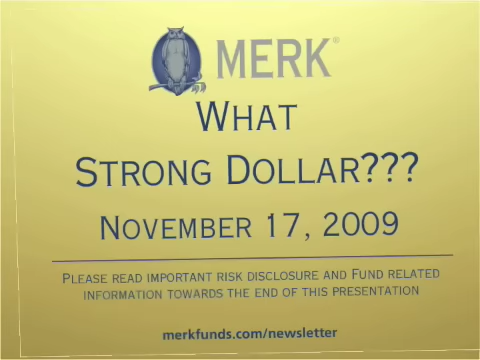 MERK®
WHAT
STRONG DOLLAR???
NOVEMBER 17, 2009
PLEASE READ IMPORTANT RISK DISCLOSURE AND FUND RELATED
INFORMATION TOWARDS THE END OF THIS PRESENTATION
merkfunds.com/newsletter